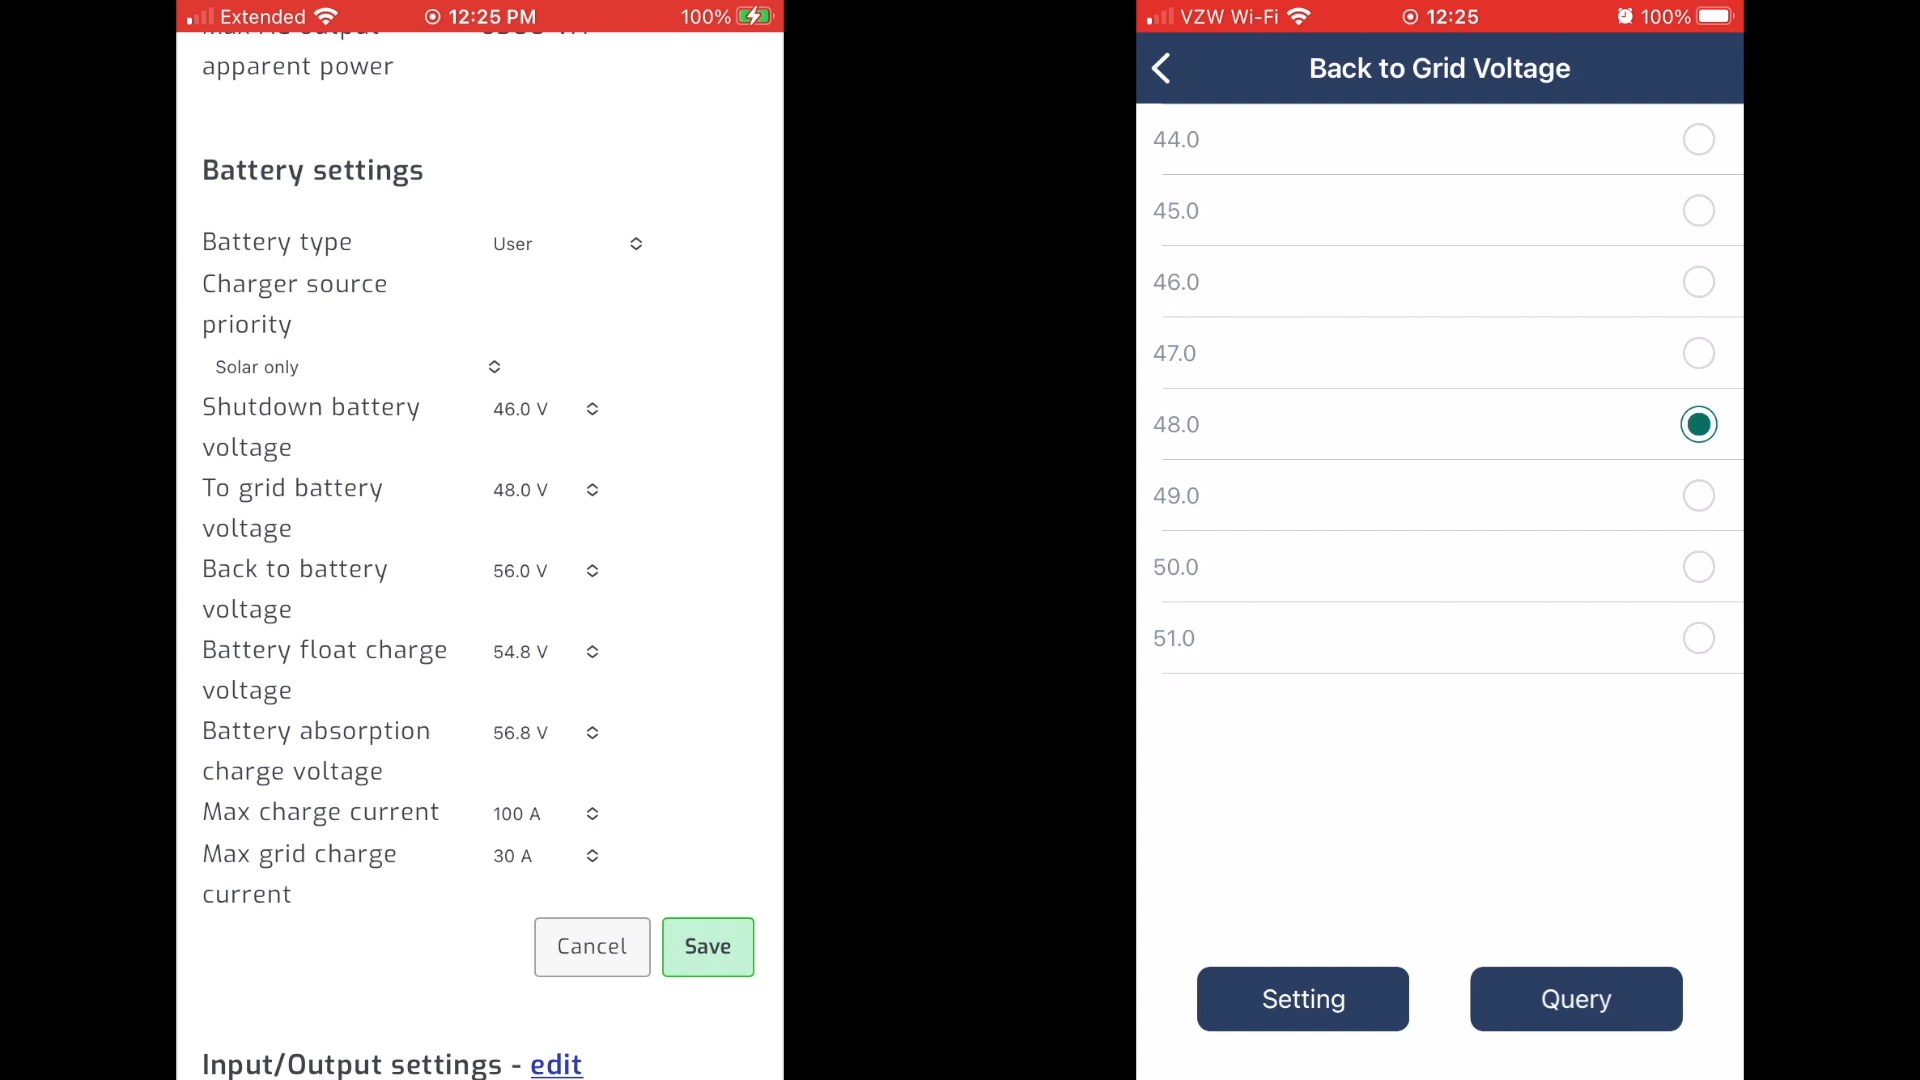 Extended 12:25 PM 100%
apparent power
Battery settings
Battery type User
Charger source
priority
Solar only
Shutdown battery 46.0 V
voltage
To grid battery 48.0 V
voltage
Back to battery 56.0 V
voltage
Battery float charge 54.8 V
voltage
Battery absorption 56.8 V
charge voltage
Max charge current 100 A
Max grid charge 30 A
current
Cancel Save
Input/Output settings - edit
VZW Wi-Fi 12:25 100%
Back to Grid Voltage
44.0
45.0
46.0
47.0
48.0
49.0
50.0
51.0
Setting Query